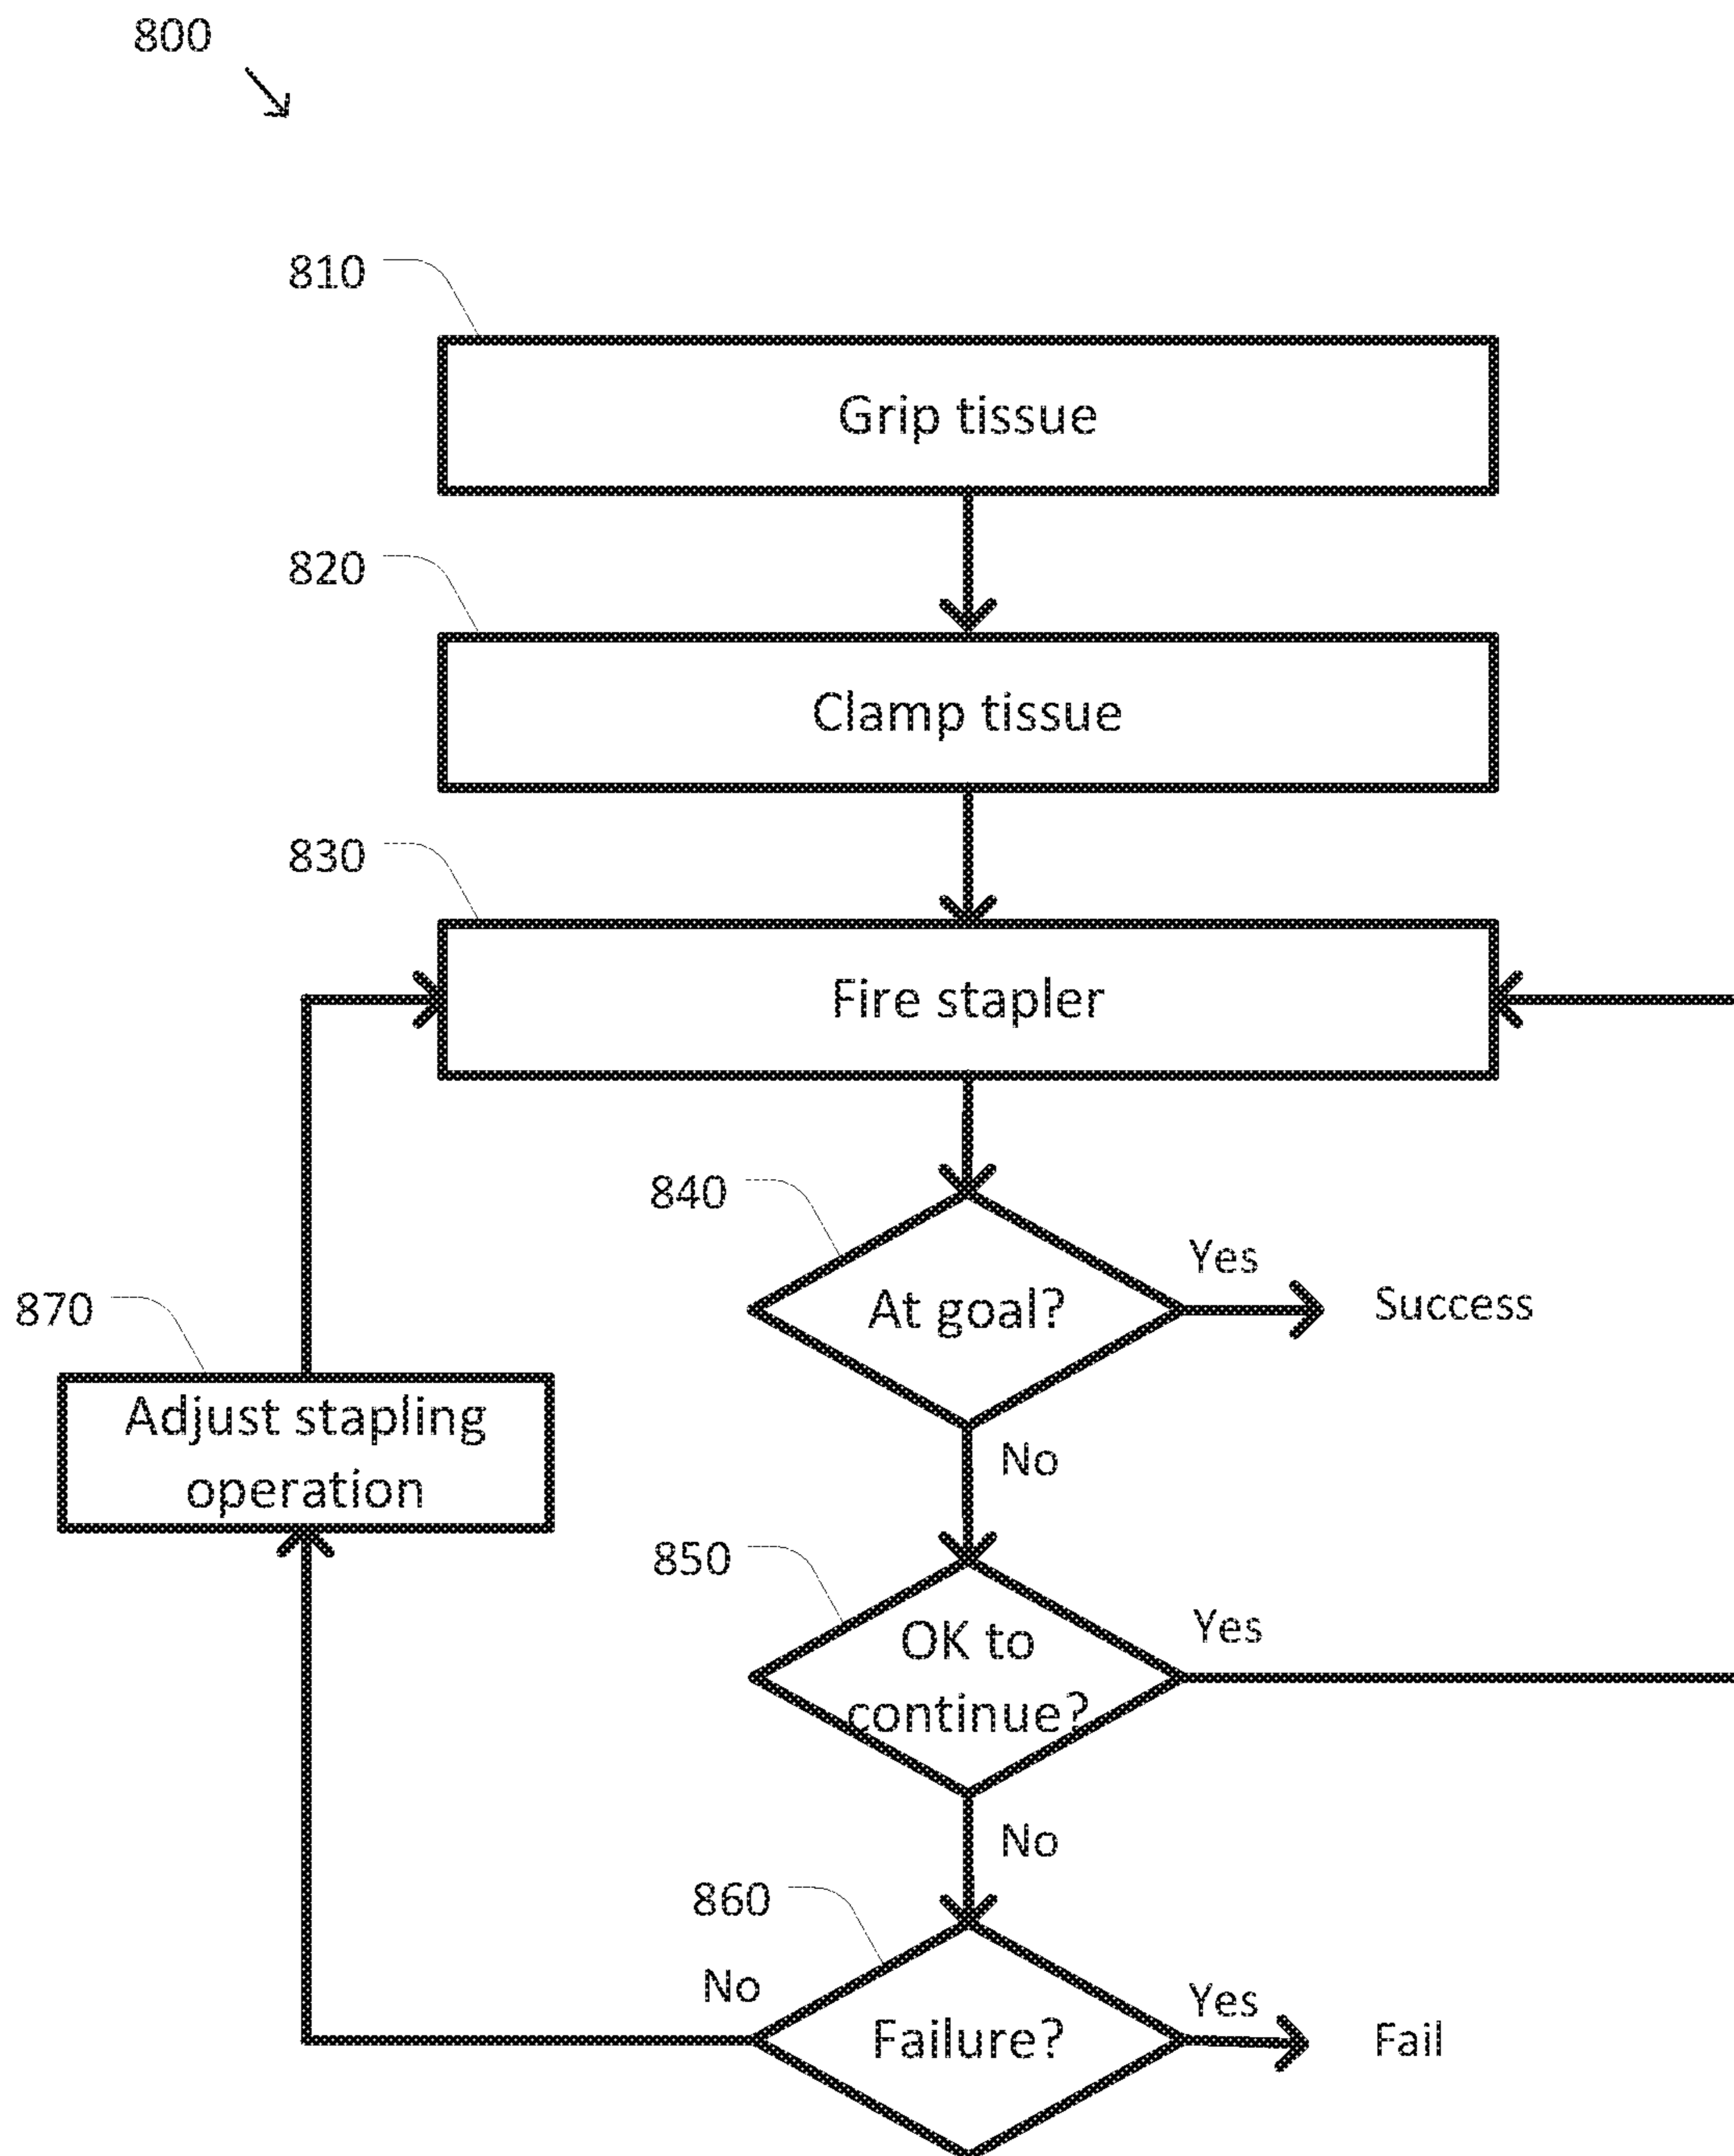 800
810
Grip tissue
820
Clamp tissue
830
Fire stapler
840
At goal?
Yes
Success
No
870
Adjust stapling
operation
850
OK to
continue?
Yes
No
860
Failure?
No
Yes
Fail